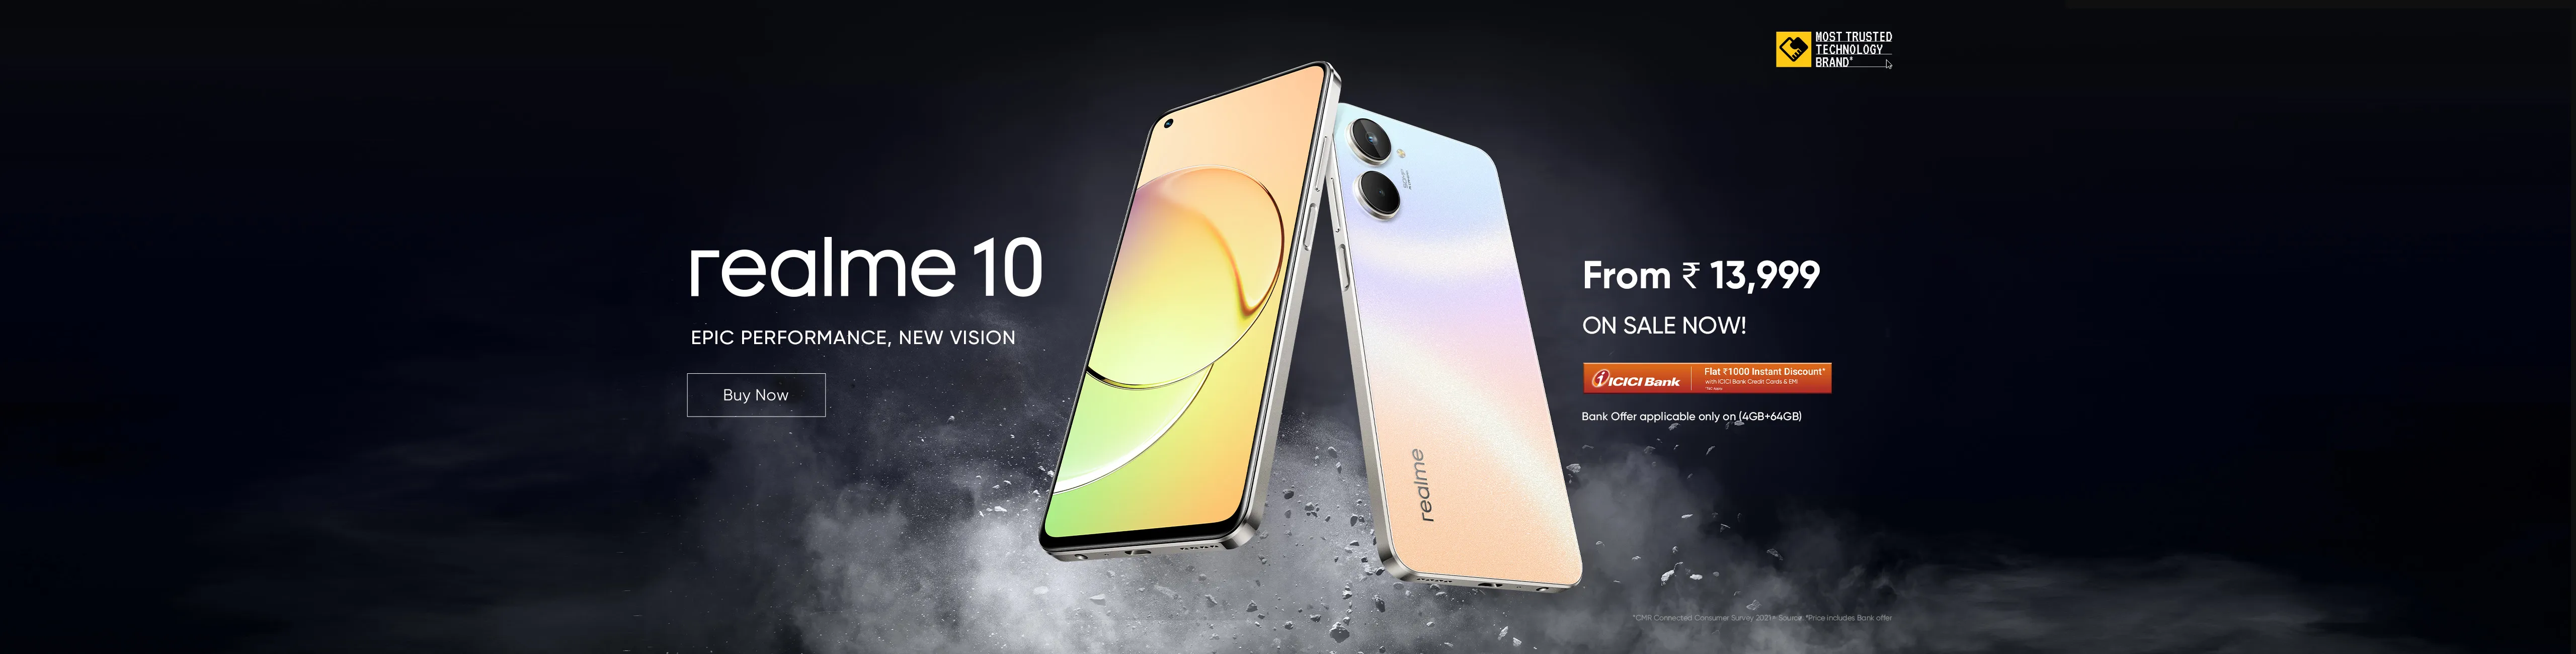 MOST TRUSTED
TECHNOLOGY
BRAND*
realme 10
EPIC PERFORMANCE, NEW VISION
Buy Now
From ₹ 13,999
ON SALE NOW!
ICICI Bank
Flat ₹1000 Instant Discount*
with ICICI Bank Credit Cards & EMI
Bank Offer applicable only on (4GB+64GB)
realme
*CMR Connected Consumer Survey 2021+ Source. *Price includes Bank offer